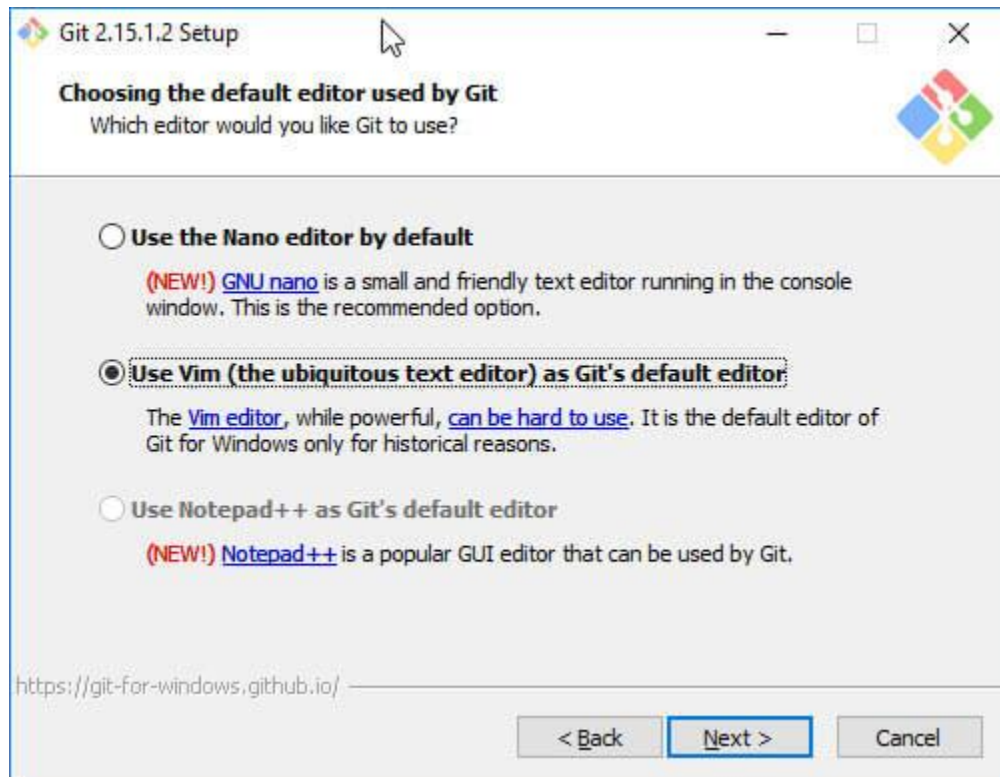 Git 2.15.1.2 Setup
Choosing the default editor used by Git
Which editor would you like Git to use?
Use the Nano editor by default
(NEW!) GNU nano is a small and friendly text editor running in the console
window. This is the recommended option.
Use Vim (the ubiquitous text editor) as Git's default editor
The Vim editor, while powerful, can be hard to use. It is the default editor of
Git for Windows only for historical reasons.
Use Notepad++ as Git's default editor
(NEW!) Notepad++ is a popular GUI editor that can be used by Git.
https://git-for-windows.github.io/
< Back Next > Cancel